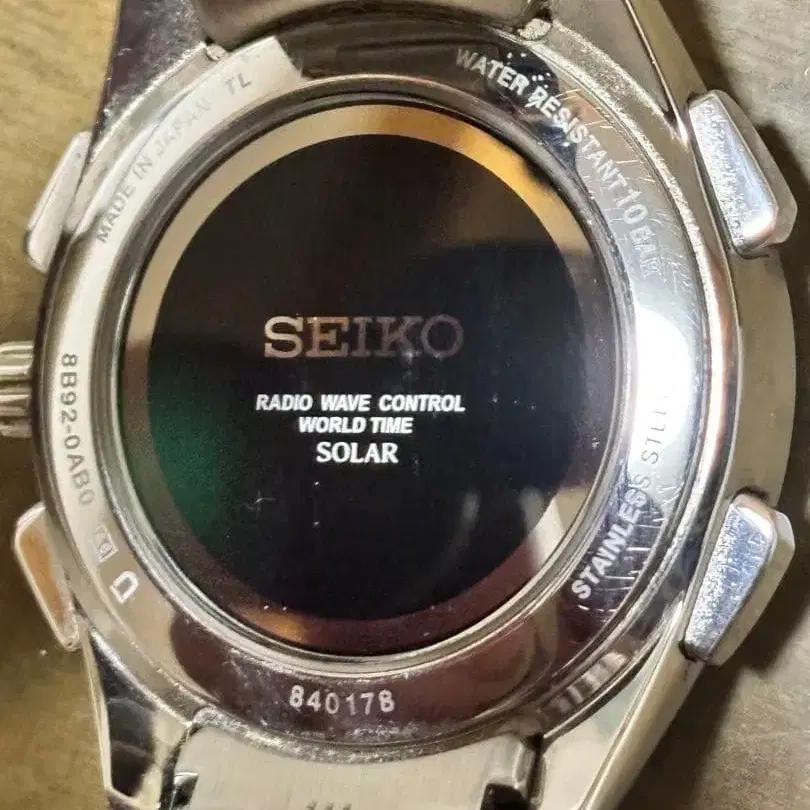 SEIKO
RADIO WAVE CONTROL
WORLD TIME
SOLAR
MADE IN JAPAN TL
WATER RESISTANT 10 BAR
STAINLESS STEEL
8B92-0AB0
840178